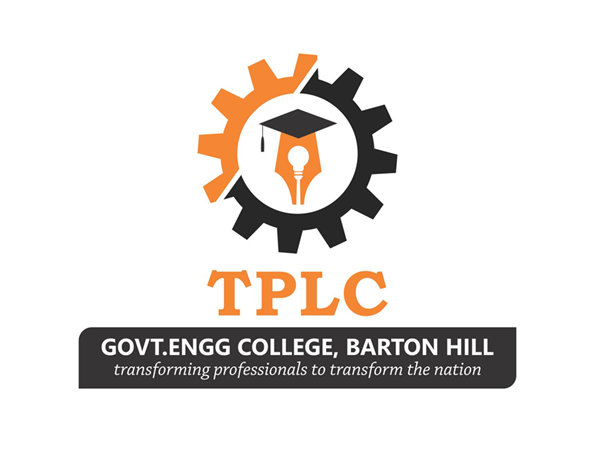 TPLC
GOVT.ENGG COLLEGE, BARTON HILL
transforming professionals to transform the nation